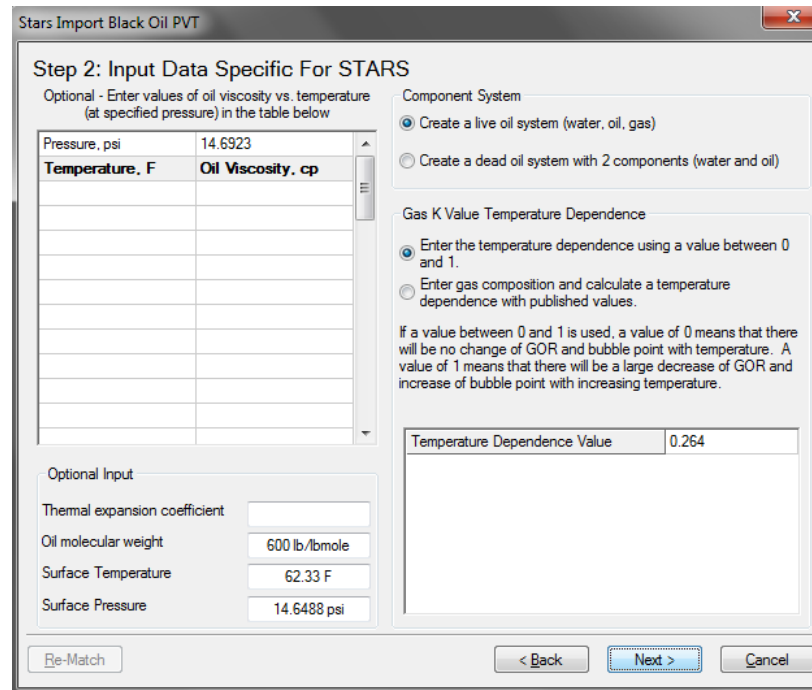 Stars Import Black Oil PVT
Step 2: Input Data Specific For STARS
Optional - Enter values of oil viscosity vs. temperature
(at specified pressure) in the table below
Pressure, psi 14.6923
Temperature, F Oil Viscosity, cp
Optional Input
Thermal expansion coefficient
Oil molecular weight 600 lb/lbmole
Surface Temperature 62.33 F
Surface Pressure 14.6488 psi
Component System
Create a live oil system (water, oil, gas)
Create a dead oil system with 2 components (water and oil)
Gas K Value Temperature Dependence
Enter the temperature dependence using a value between 0
and 1.
Enter gas composition and calculate a temperature
dependence with published values.
If a value between 0 and 1 is used, a value of 0 means that there
will be no change of GOR and bubble point with temperature. A
value of 1 means that there will be a large decrease of GOR and
increase of bubble point with increasing temperature.
Temperature Dependence Value 0.264
Re-Match
< Back
Next >
Cancel